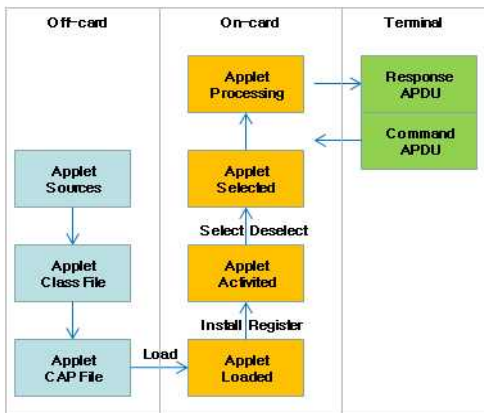 Off-card
On-card
Terminal
Applet
Processing
Response
APDU
Command
APDU
Applet
Sources
Applet
Selected
Select Deselect
Applet
Class File
Applet
Activited
Install Register
Applet
CAP File
Load
Applet
Loaded